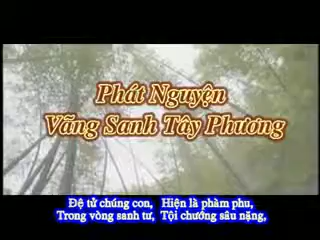 Phát Nguyện
Vãng Sanh Tây Phương
Đệ tử chúng con, Hiện là phàm phu,
Trong vòng sanh tư, Tội chướng sâu nặng,